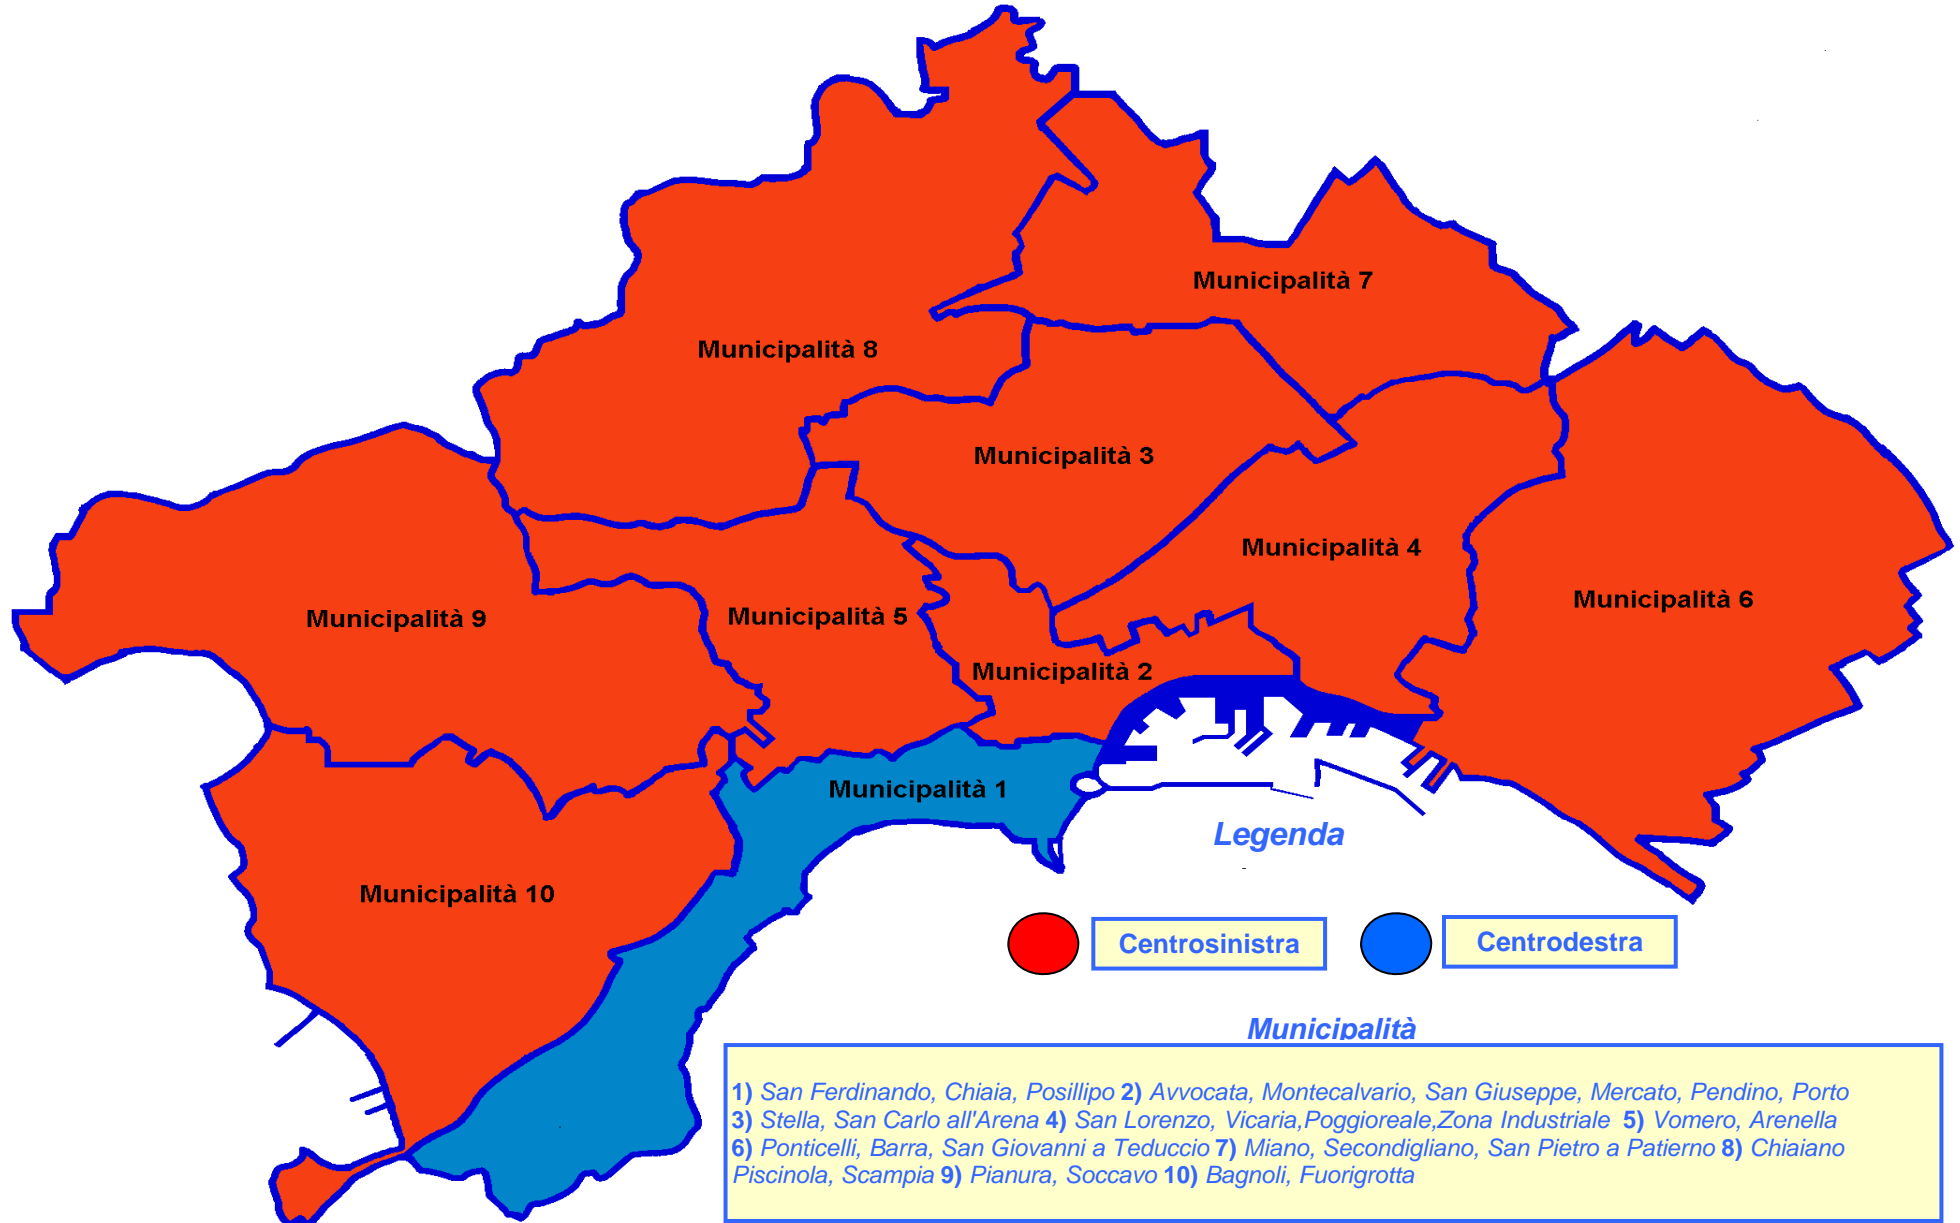 Municipalità 7
Municipalità 8
Municipalità 3
Municipalità 4
Municipalità 6
Municipalità 9
Municipalità 5
Municipalità 2
Municipalità 1
Municipalità 10
Legenda
Centrosinistra
Centrodestra
Municipalità
1) San Ferdinando, Chiaia, Posillipo 2) Avvocata, Montecalvario, San Giuseppe, Mercato, Pendino, Porto
3) Stella, San Carlo all'Arena 4) San Lorenzo, Vicaria,Poggioreale,Zona Industriale 5) Vomero, Arenella
6) Ponticelli, Barra, San Giovanni a Teduccio 7) Miano, Secondigliano, San Pietro a Patierno 8) Chiaiano
Piscinola, Scampia 9) Pianura, Soccavo 10) Bagnoli, Fuorigrotta